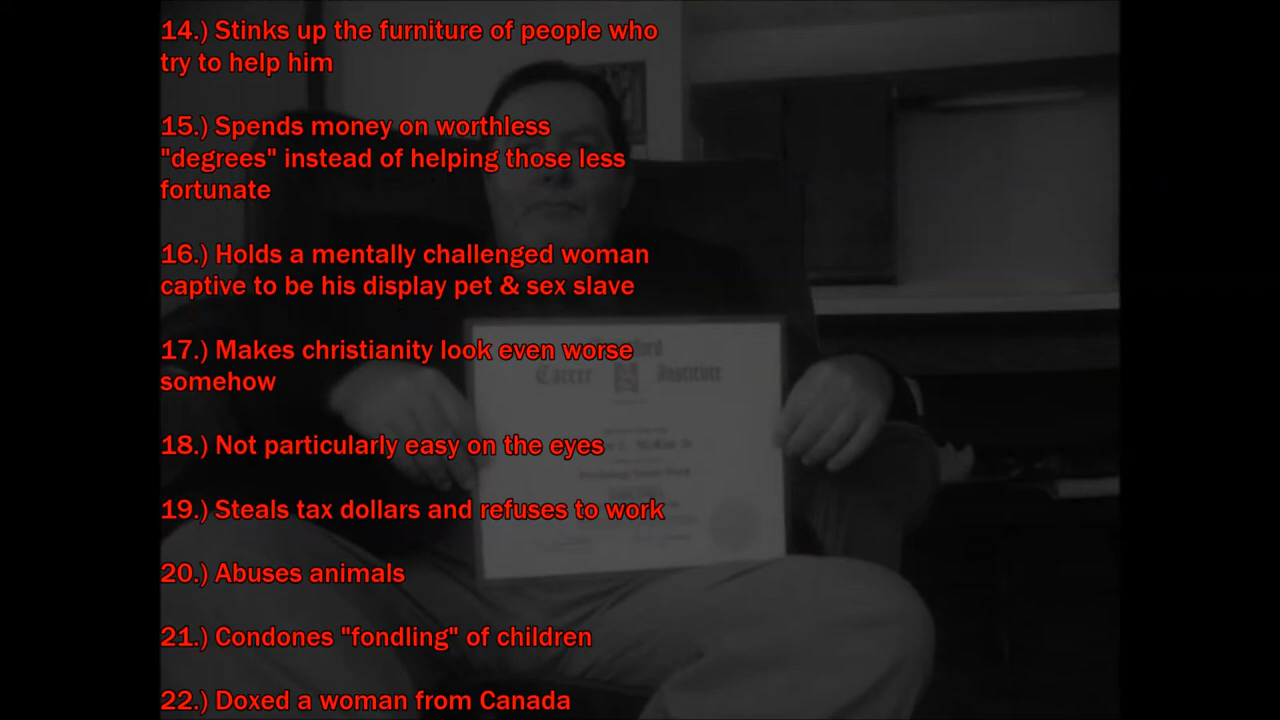 14.) Stinks up the furniture of people who
try to help him
15.) Spends money on worthless
"degrees" instead of helping those less
fortunate
16.) Holds a mentally challenged woman
captive to be his display pet & sex slave
17.) Makes christianity look even worse
somehow
18.) Not particularly easy on the eyes
19.) Steals tax dollars and refuses to work
20.) Abuses animals
21.) Condones "fondling" of children
22.) Doxed a woman from Canada
Career Institute